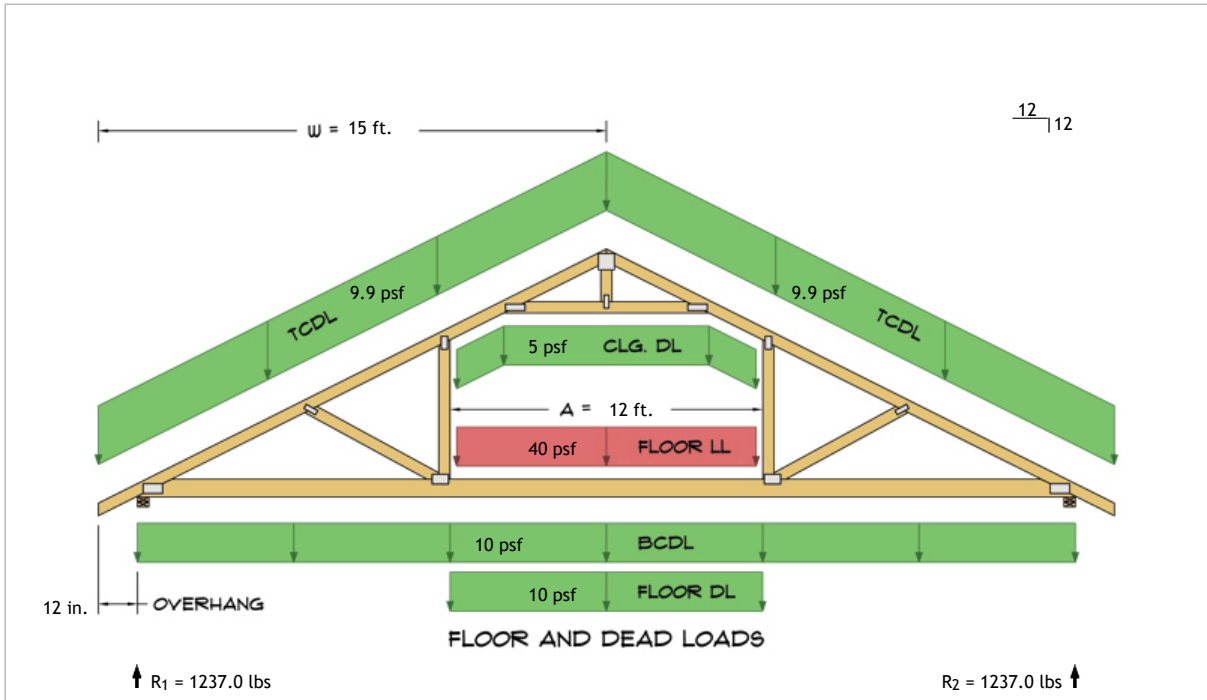 12
12
W = 15 ft.
9.9 psf
TCDL
9.9 psf
TCDL
5 psf CLG. DL
A = 12 ft.
40 psf FLOOR LL
10 psf BCDL
10 psf FLOOR DL
12 in. OVERHANG
FLOOR AND DEAD LOADS
R1 = 1237.0 lbs
R2 = 1237.0 lbs